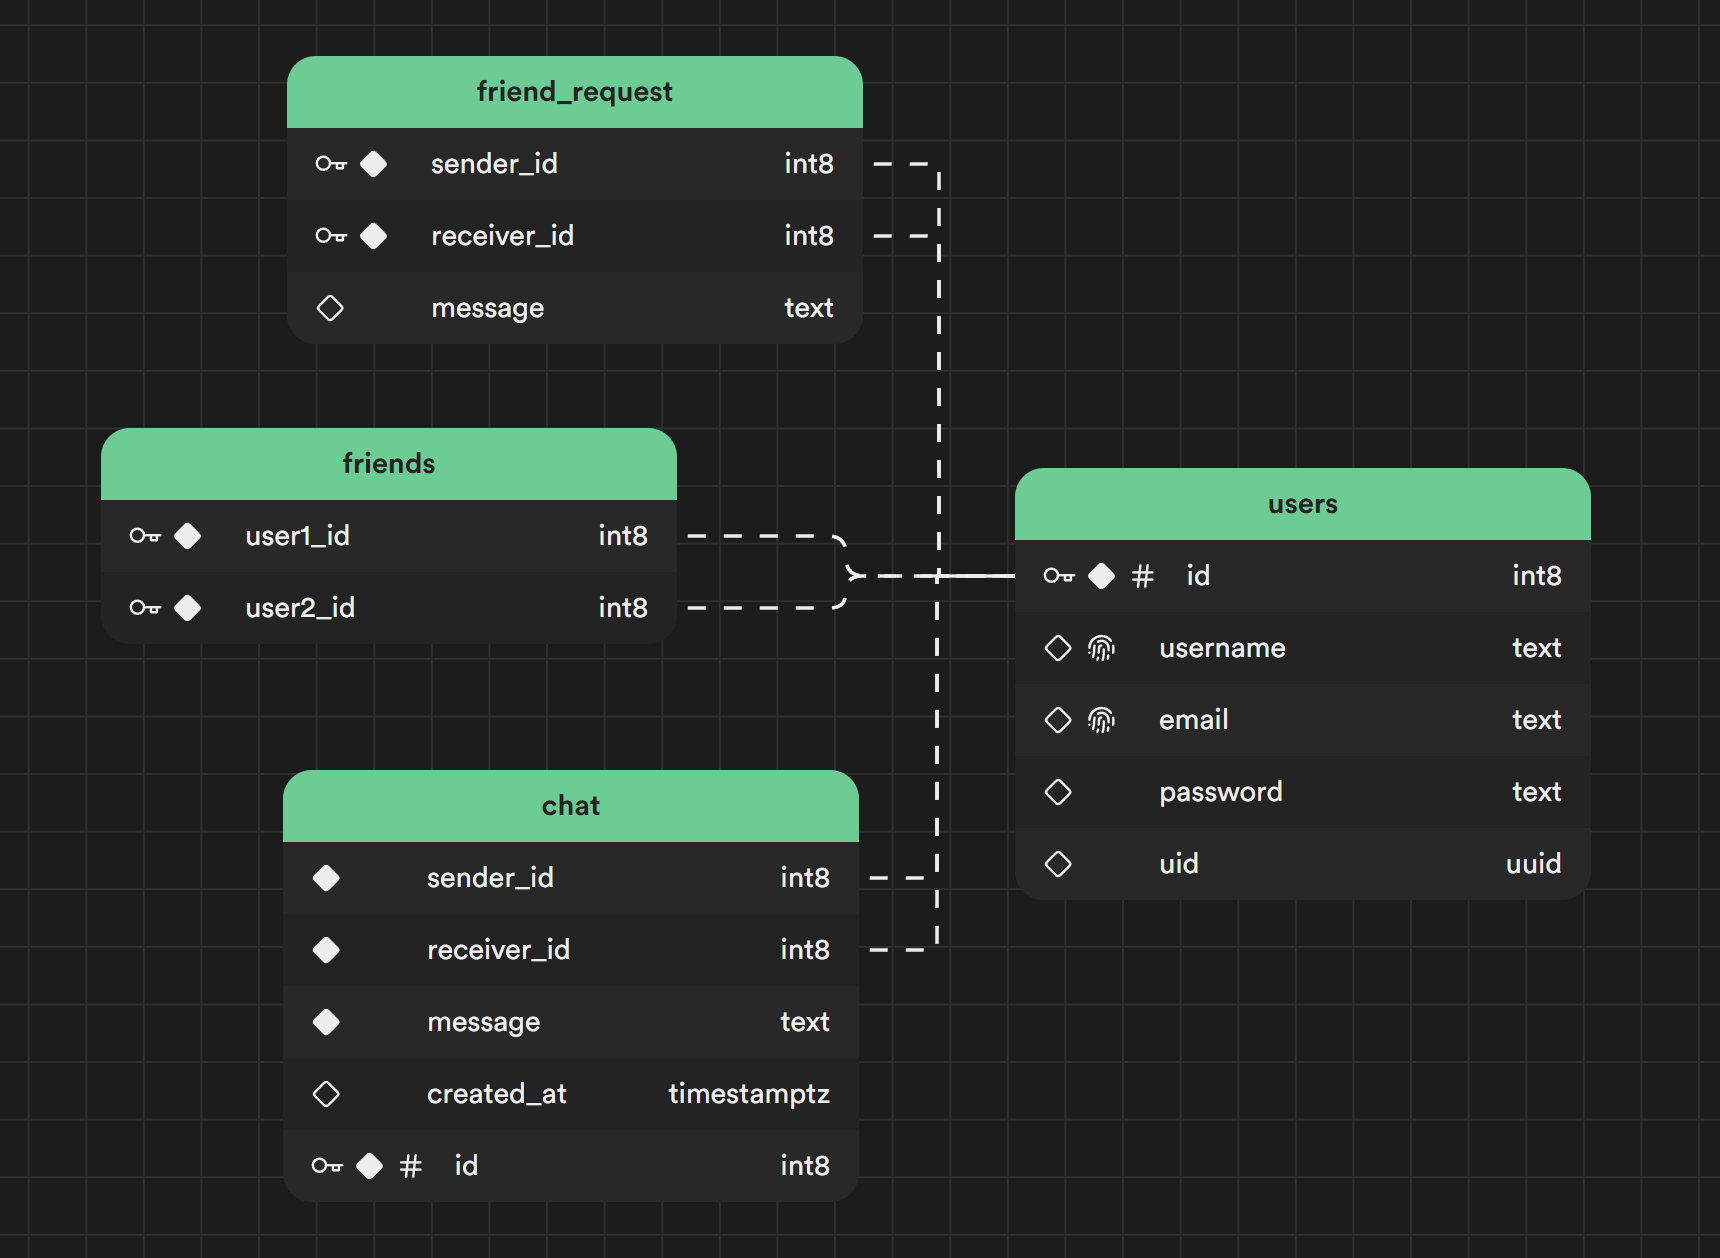 friend_request
sender_id int8
receiver_id int8
message text
friends
user1_id int8
user2_id int8
users
# id int8
username text
email text
password text
uid uuid
chat
sender_id int8
receiver_id int8
message text
created_at timestamptz
# id int8